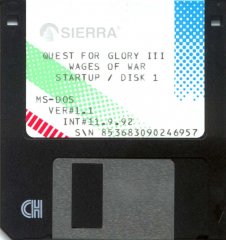 SIERRA
QUEST FOR GLORY III
WAGES OF WAR
STARTUP / DISK 1
MS-DOS
VER#1.1
INT#11.9.92
S\N 853683090246957